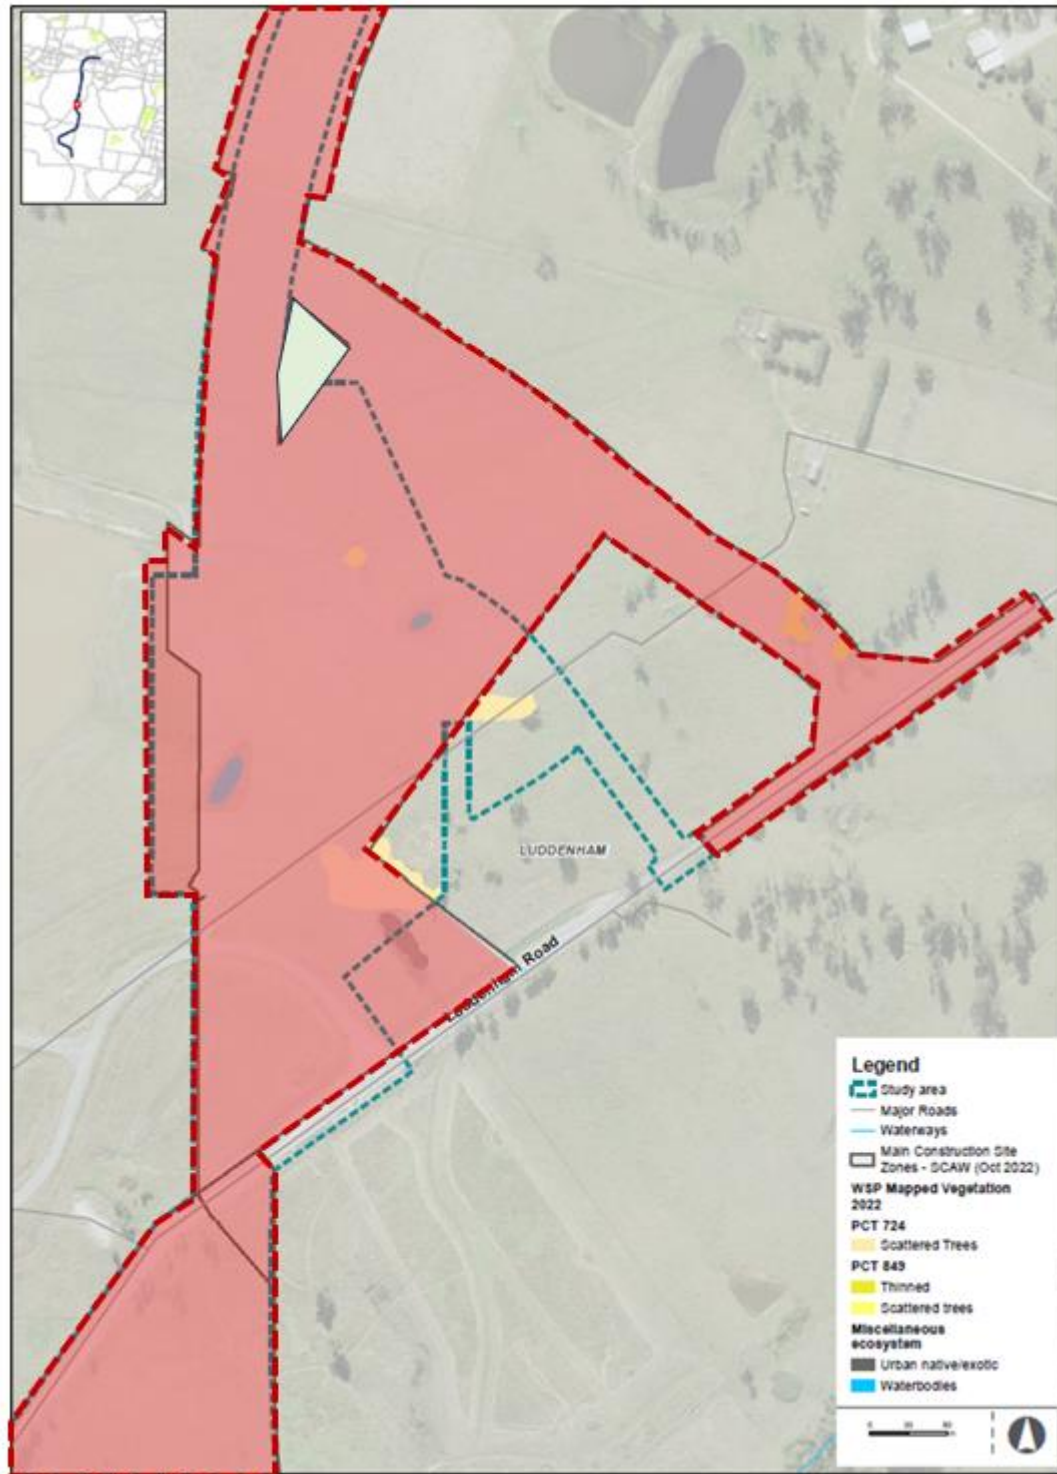 LUDDENHAM
Luddenham Road
Legend
Study area
Major Roads
Waterways
Main Construction Site
Zones - SCAW (Oct 2022)
WSP Mapped Vegetation
2022
PCT 724
Scattered Trees
PCT 849
Thinned
Scattered trees
Miscellaneous
ecosystem
Urban native/exotic
Waterbodies
0